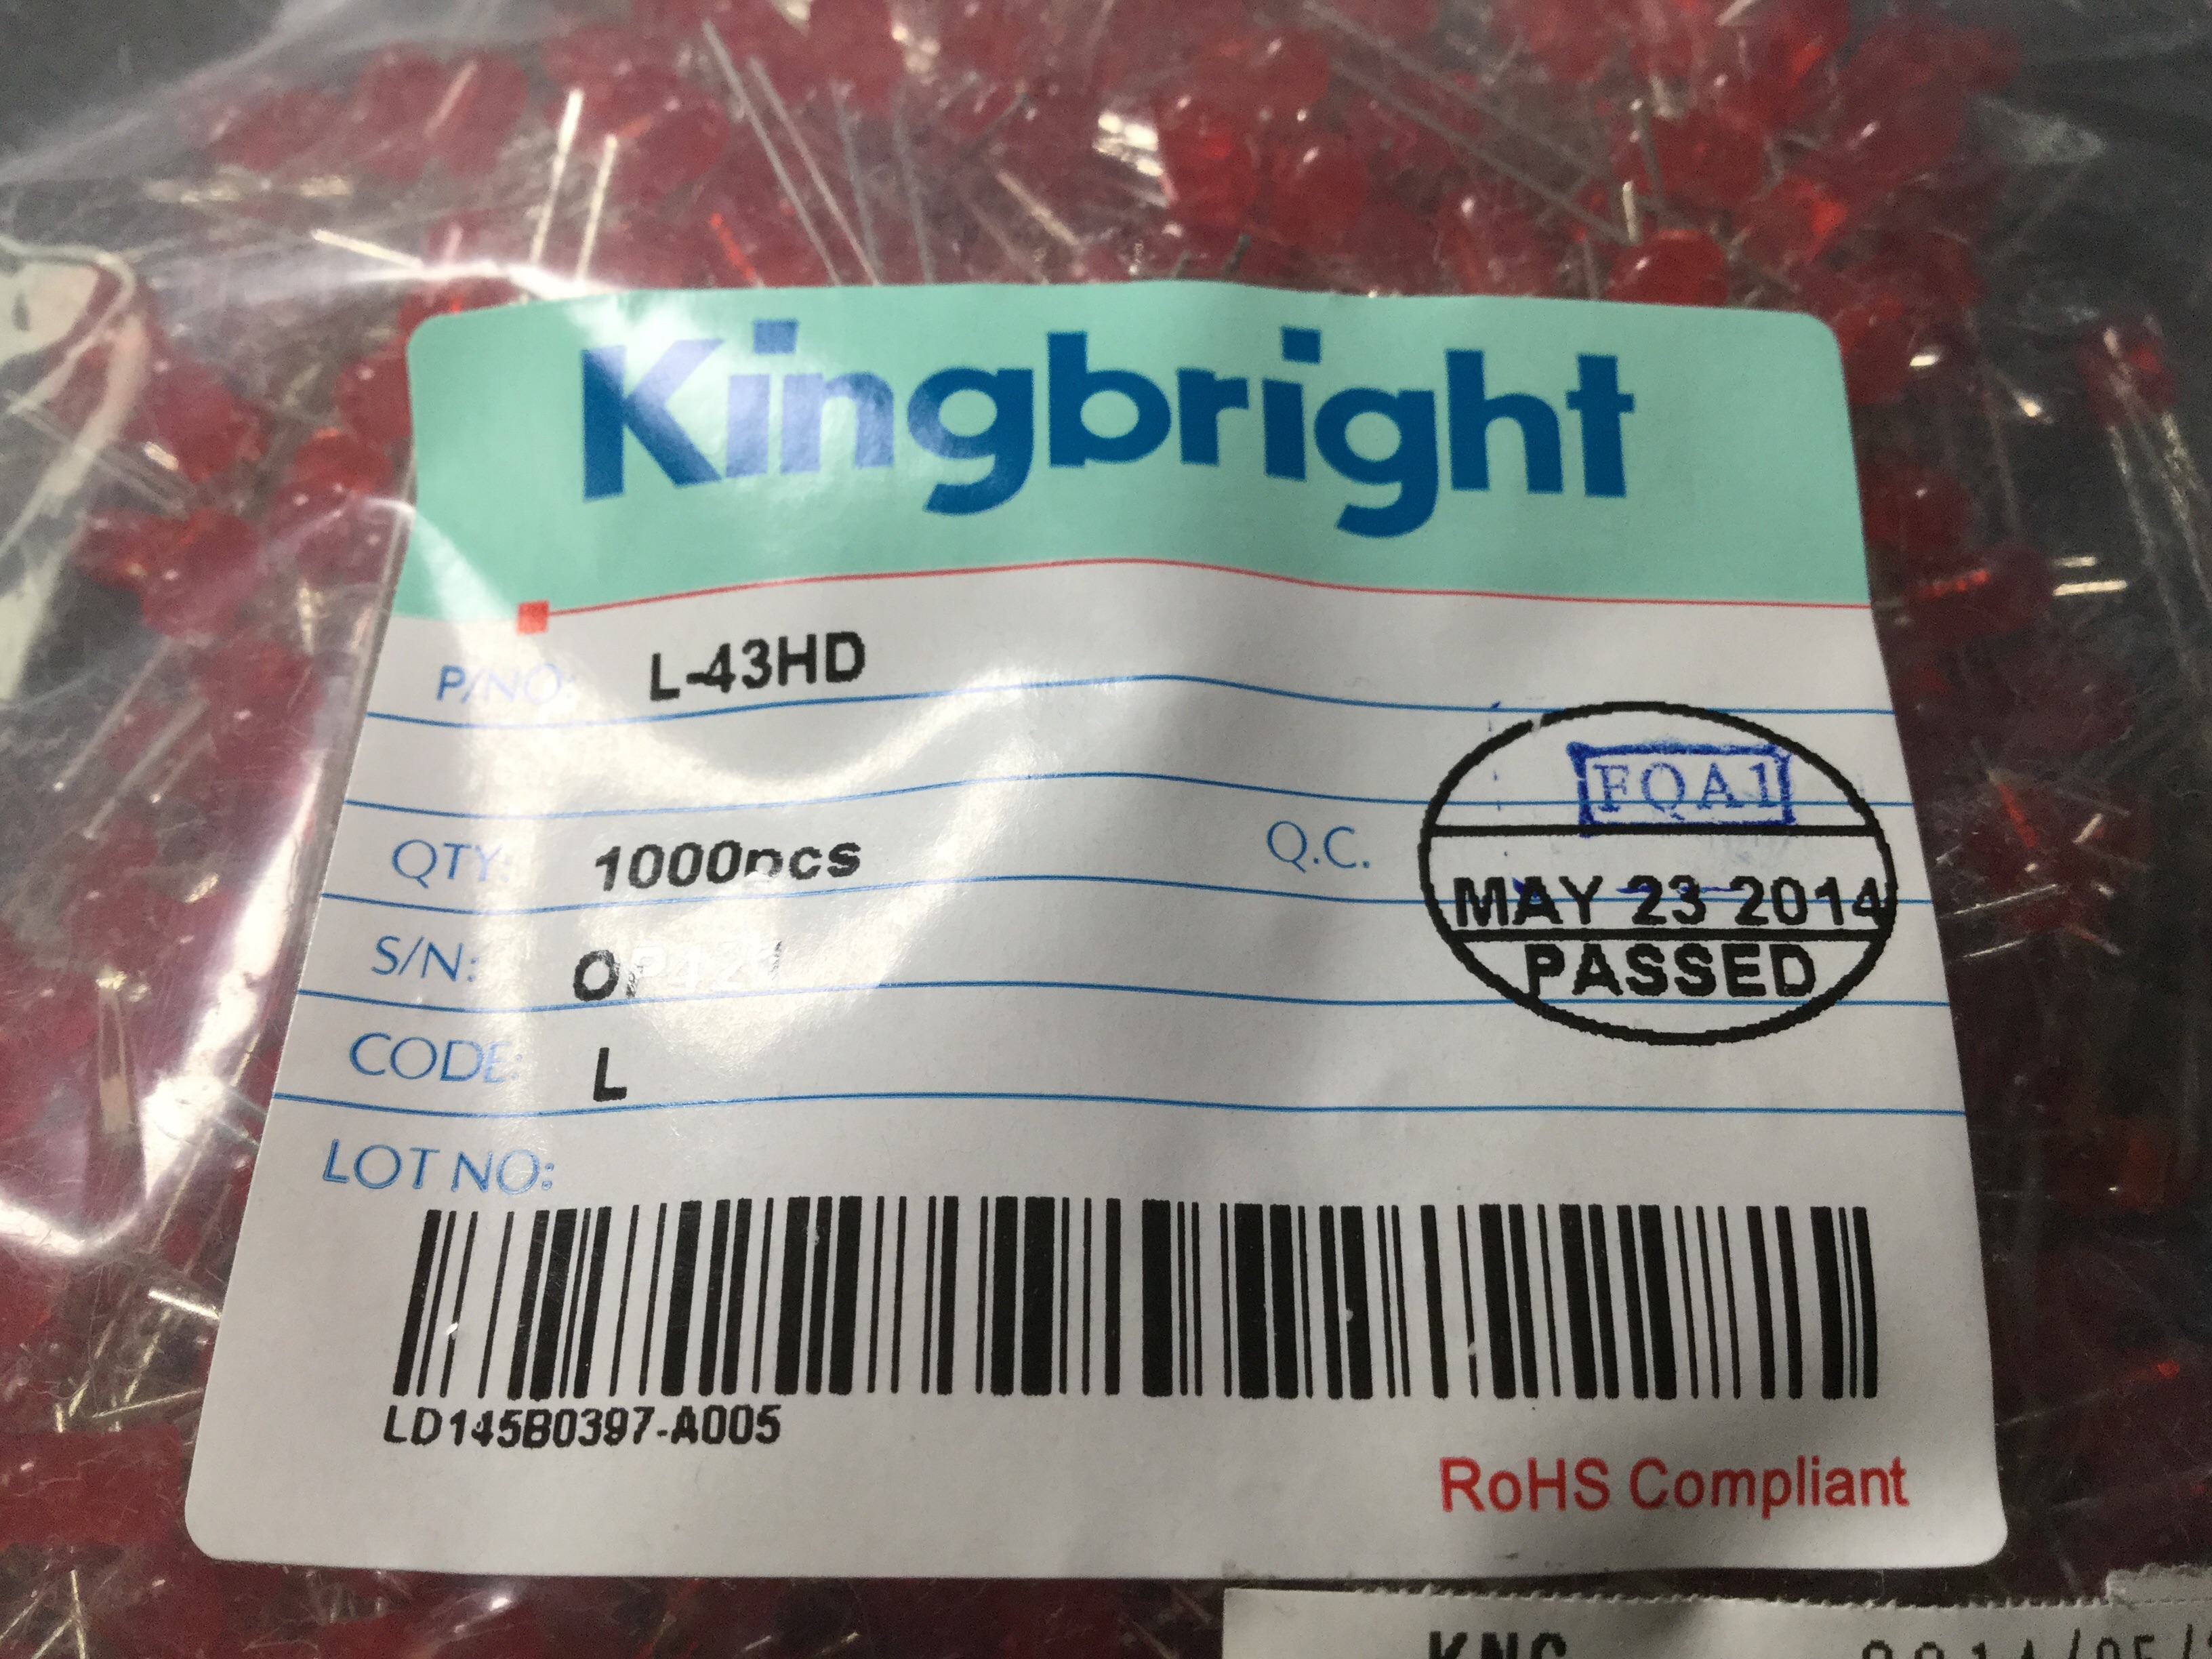 Kingbright
P/NO: L-43HD
QTY 1000pcs
Q.C.
FQA1
MAY 23 2014
PASSED
S/N:
CODE: L
LOT NO:
LD145B0397-A005
RoHS Compliant